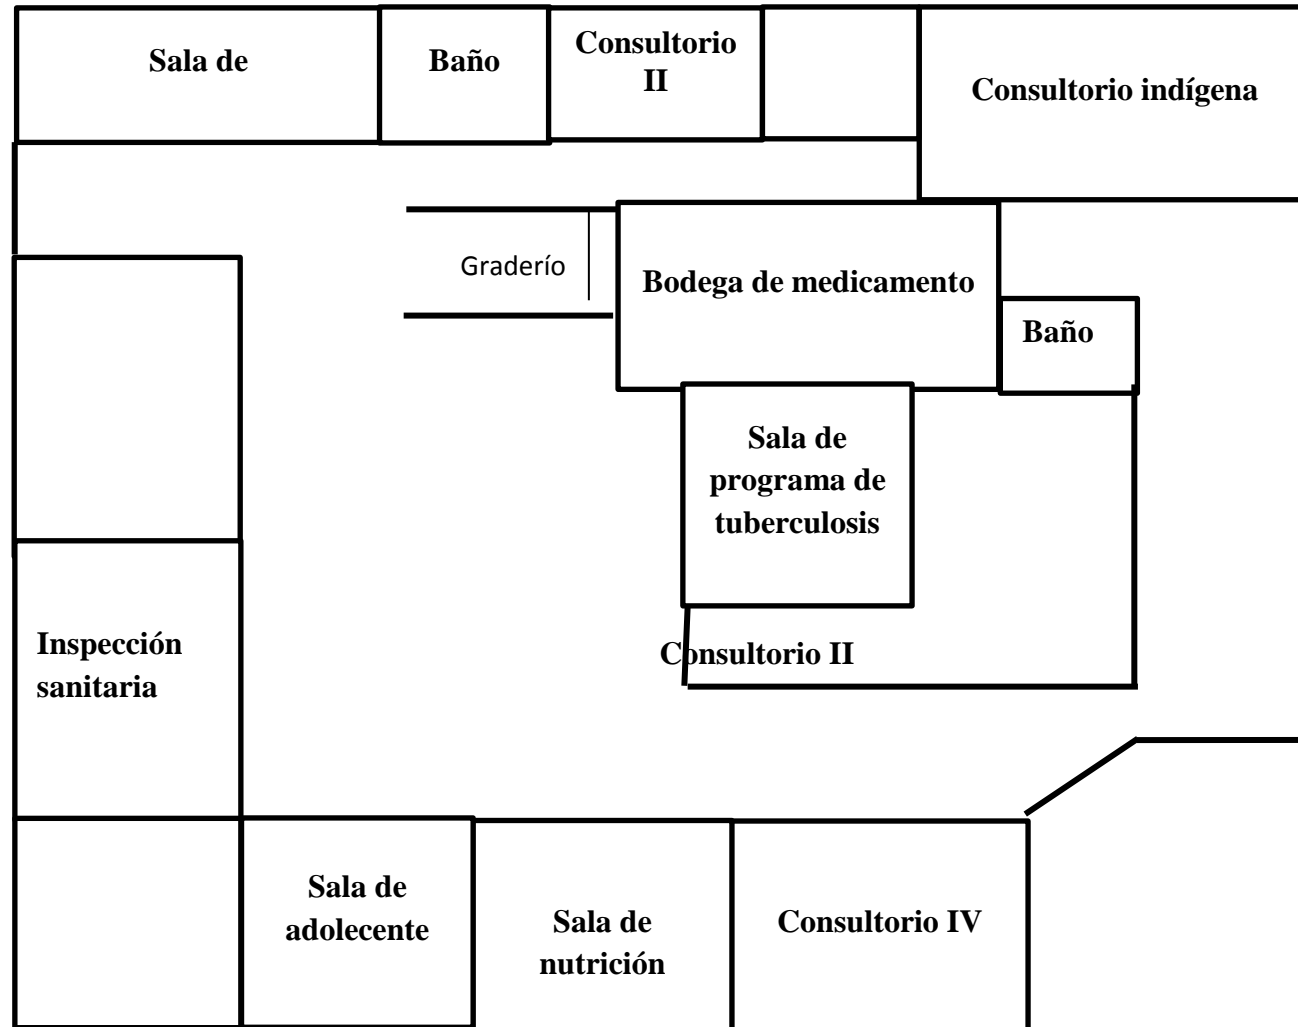 Sala de
Baño
Consultorio
II
Consultorio indígena
Graderío
Bodega de medicamento
Baño
Sala de
programa de
tuberculosis
Inspección
sanitaria
Consultorio II
Sala de
adolecente
Sala de
nutrición
Consultorio IV